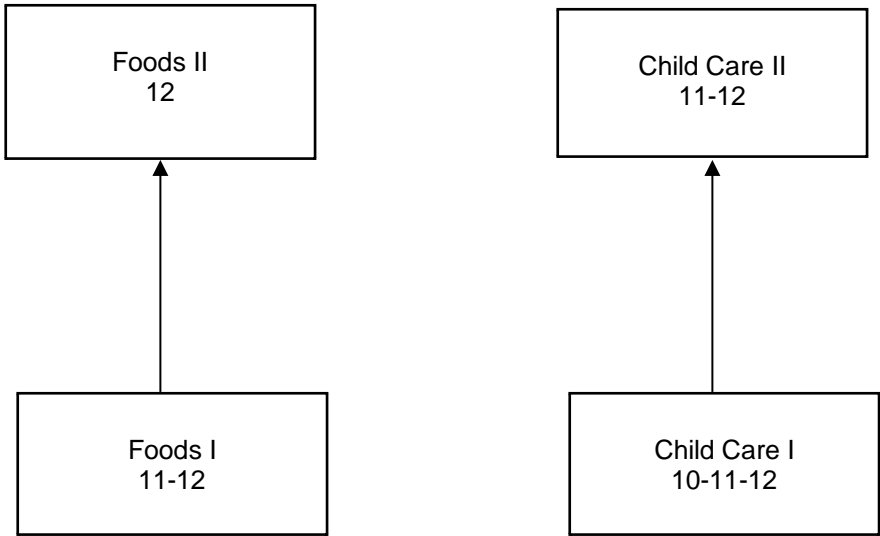 Foods II
12
Child Care II
11-12
Foods I
11-12
Child Care I
10-11-12